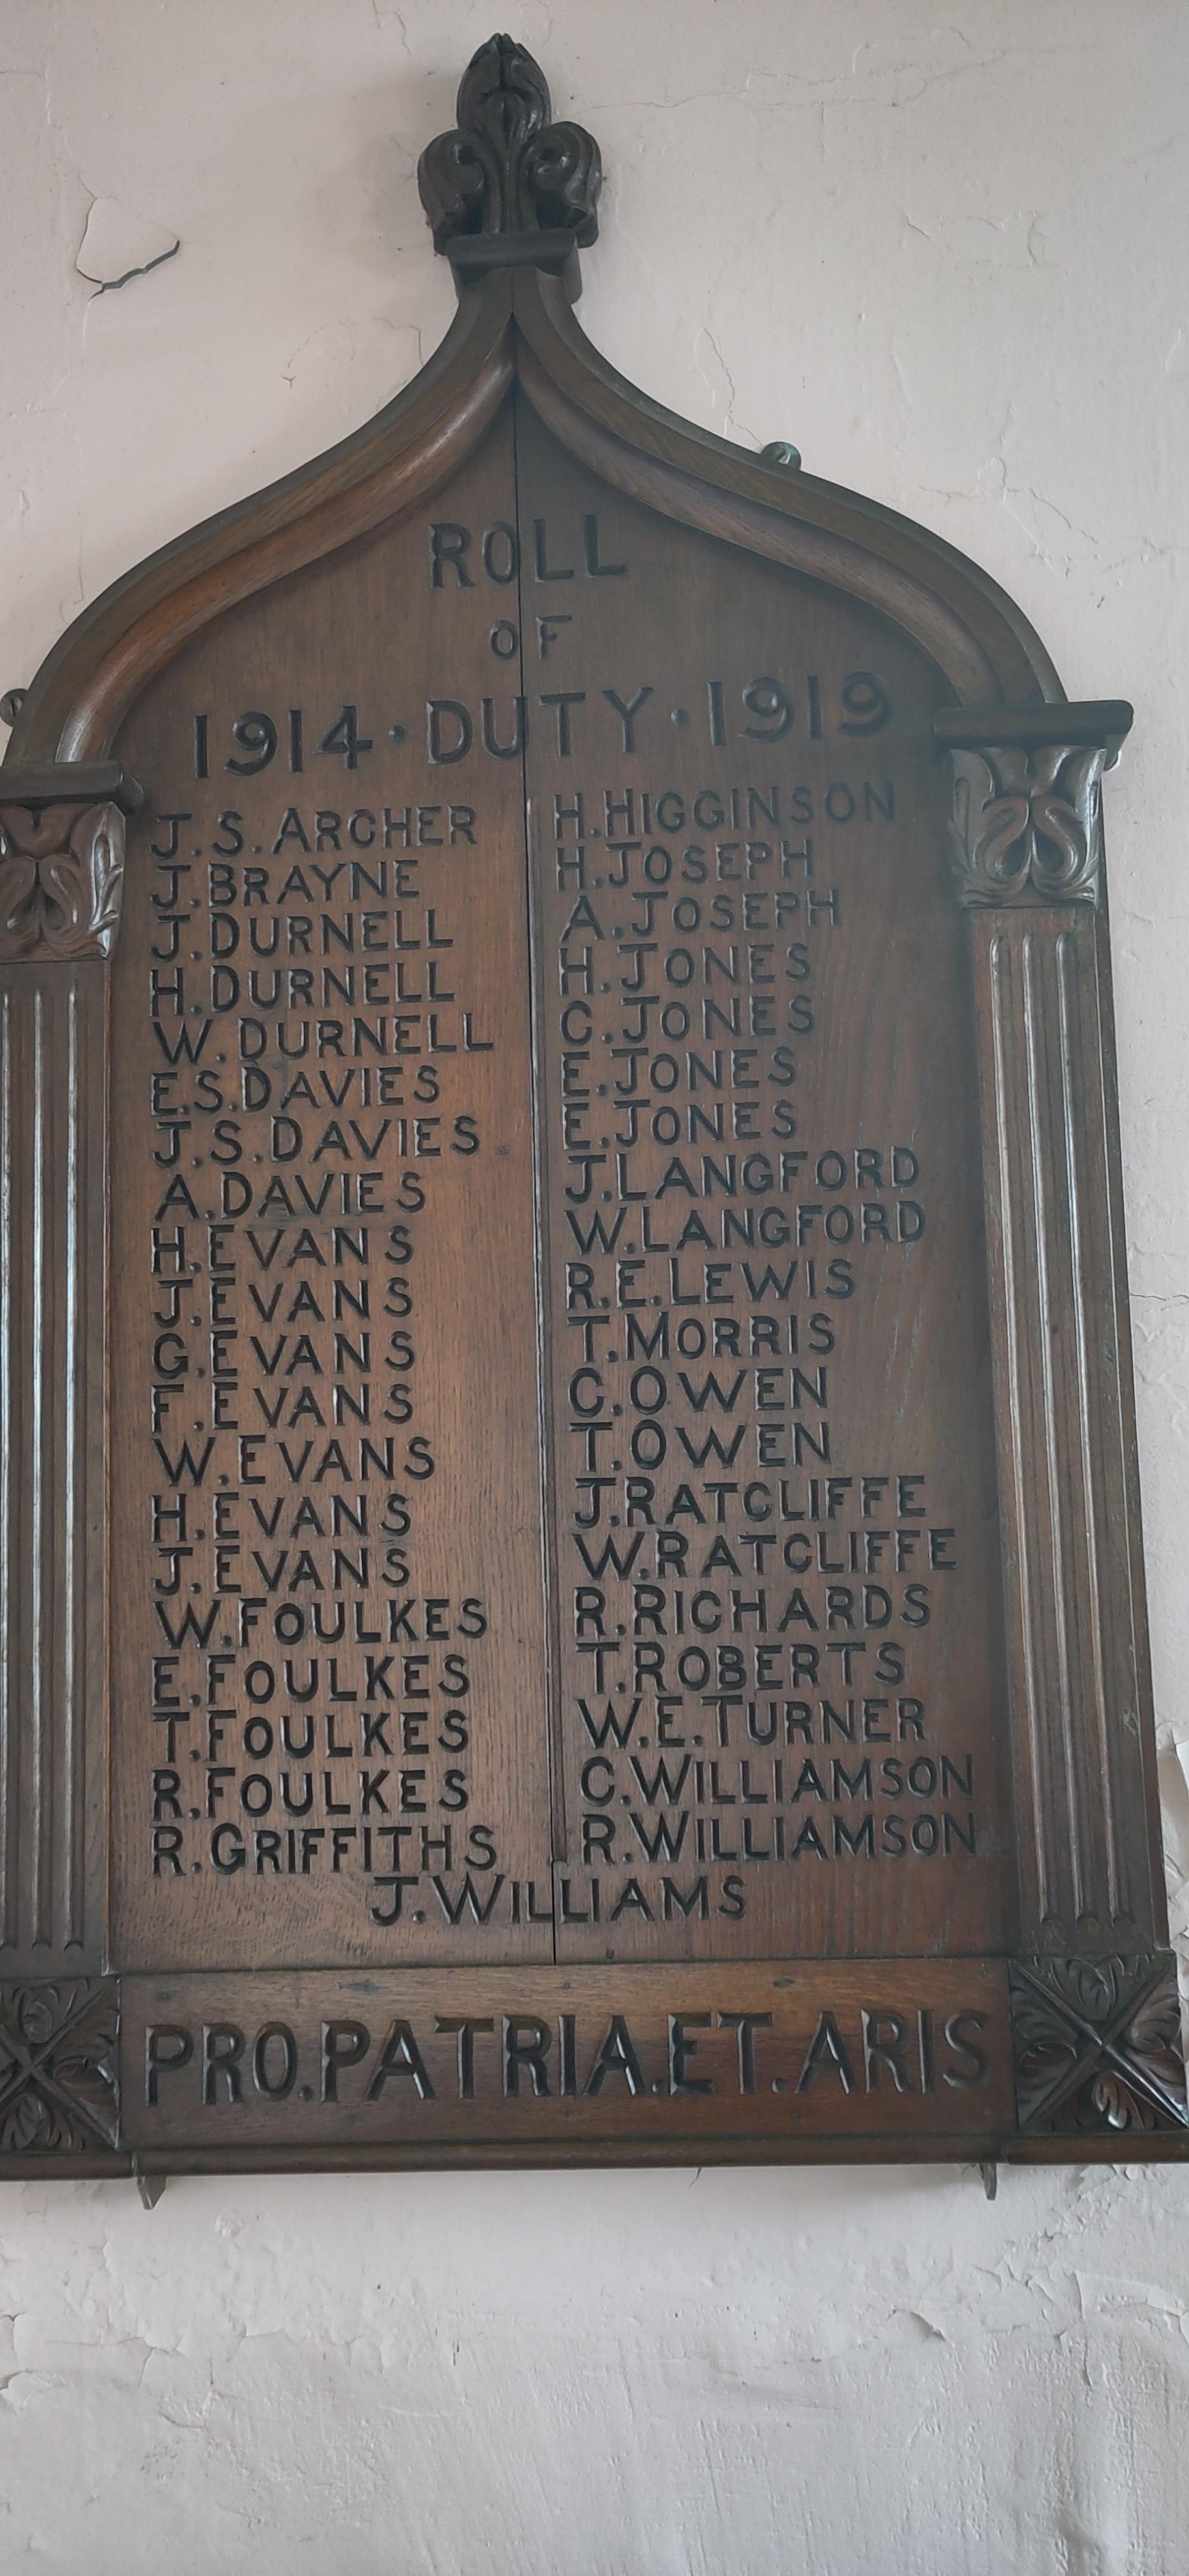 ROLL
OF
1914 · DUTY · 1919
J. S. ARCHER
J. BRAYNE
J. DURNELL
H. DURNELL
W. DURNELL
E. S. DAVIES
J. S. DAVIES
A. DAVIES
H. EVANS
J. EVANS
G. EVANS
F. EVANS
W. EVANS
H. EVANS
J. EVANS
W. FOULKES
E. FOULKES
T. FOULKES
R. FOULKES
R. GRIFFITHS
H. HIGGINSON
H. JOSEPH
A. JOSEPH
H. JONES
C. JONES
E. JONES
E. JONES
J. LANGFORD
W. LANGFORD
R. E. LEWIS
T. MORRIS
C. OWEN
T. OWEN
J. RATCLIFFE
W. RATCLIFFE
R. RICHARDS
T. ROBERTS
W. E. TURNER
C. WILLIAMSON
R. WILLIAMSON
J. WILLIAMS
PRO. PATRIA. ET. ARIS